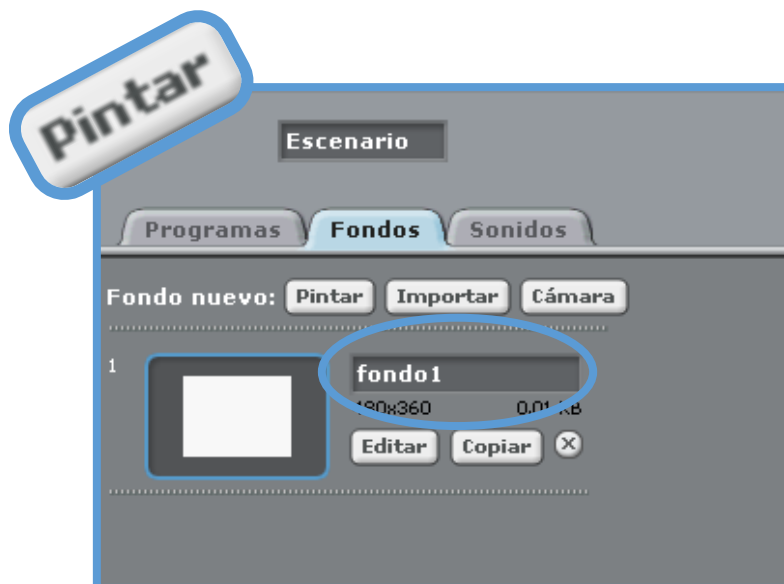 Pintar
Escenario
Programas Fondos Sonidos
Fondo nuevo: Pintar Importar Cámara
1
fondo1
480x360 0.01 KB
Editar Copiar X